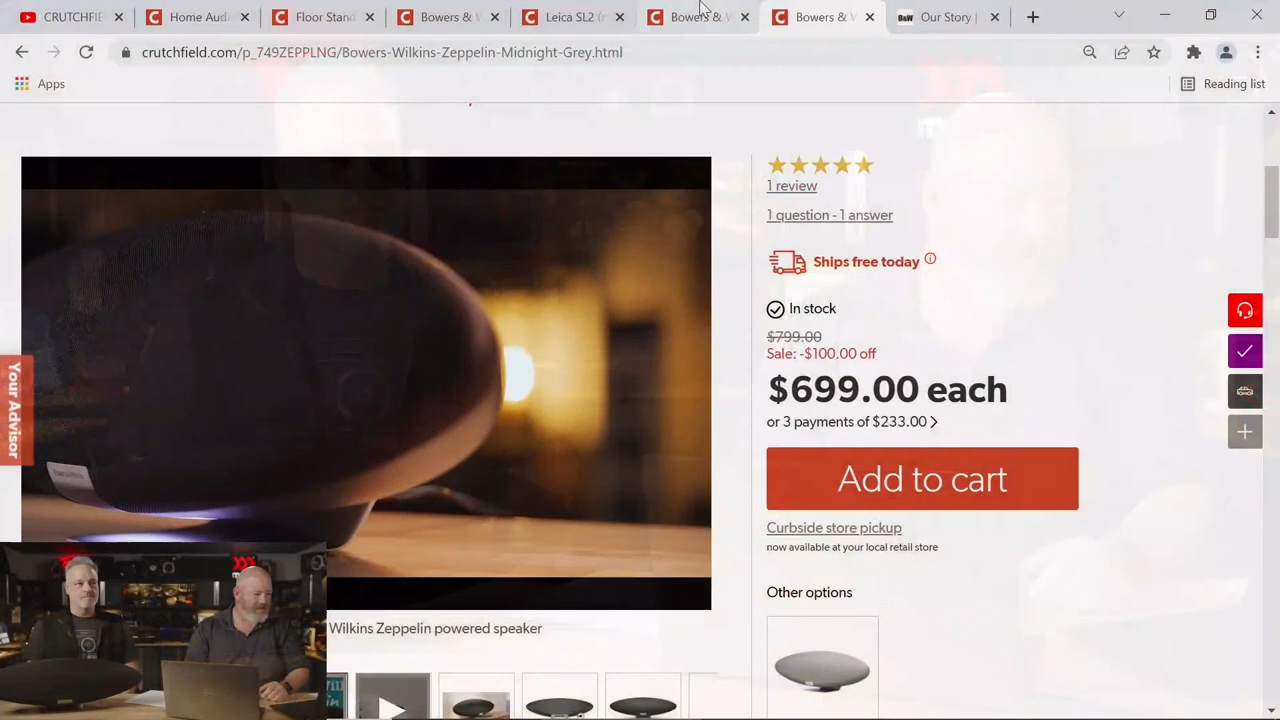 CRUTCHFI
Home Aud
Floor Stand
Bowers & W
Leica SL2 (m
Bowers & W
Bowers & W
B&W Our Story |
crutchfield.com/p_749ZEPPLNG/Bowers-Wilkins-Zeppelin-Midnight-Grey.html
Apps
Reading list
1 review
1 question - 1 answer
Ships free today
In stock
$799.00
Sale: -$100.00 off
$699.00 each
or 3 payments of $233.00
Add to cart
Curbside store pickup
now available at your local retail store
Other options
Your Advisor
Wilkins Zeppelin powered speaker